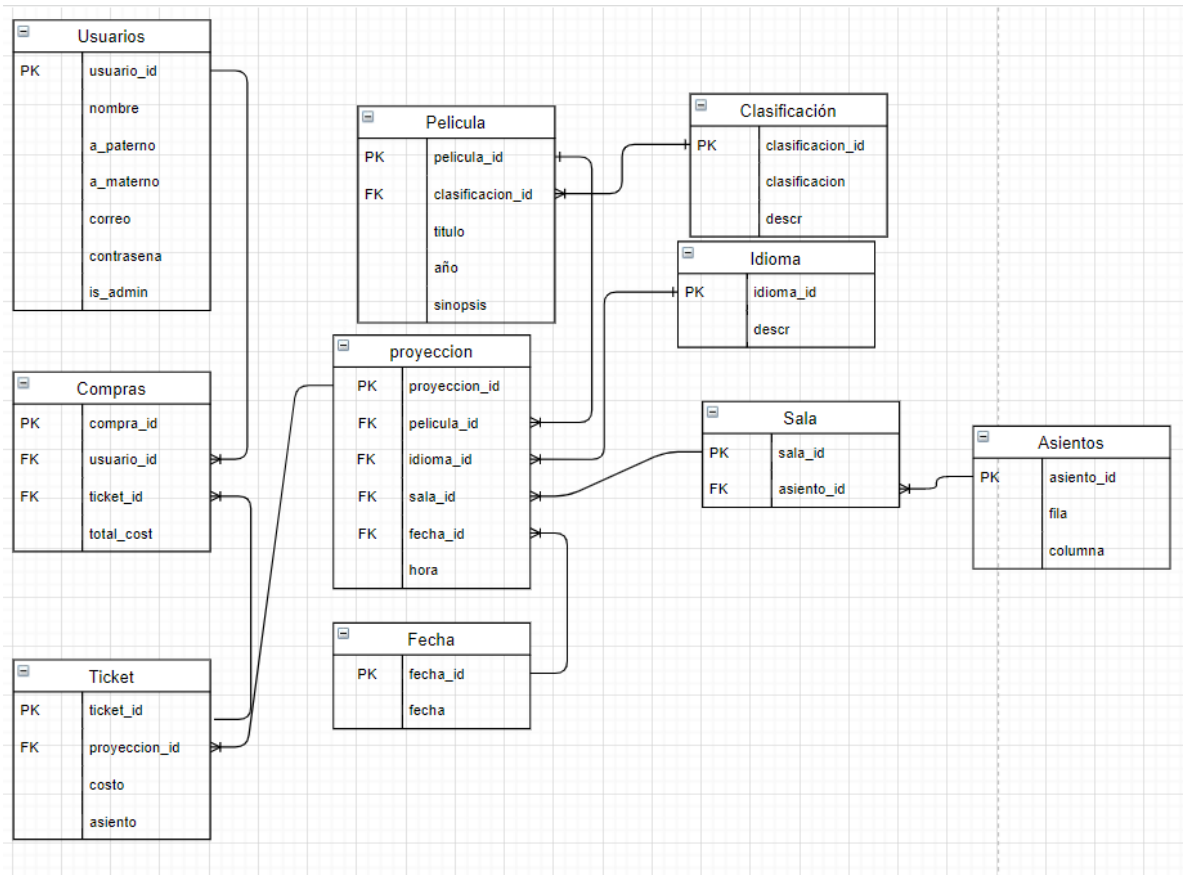 Usuarios
PK usuario_id
nombre
a_paterno
a_materno
correo
contrasena
is_admin
Pelicula
PK pelicula_id
FK clasificacion_id
titulo
año
sinopsis
Clasificación
PK clasificacion_id
clasificacion
descr
Idioma
PK idioma_id
descr
Compras
PK compra_id
FK usuario_id
FK ticket_id
total_cost
proyeccion
PK proyeccion_id
FK pelicula_id
FK idioma_id
FK sala_id
FK fecha_id
hora
Sala
PK sala_id
FK asiento_id
Asientos
PK asiento_id
fila
columna
Ticket
PK ticket_id
FK proyeccion_id
costo
asiento
Fecha
PK fecha_id
fecha